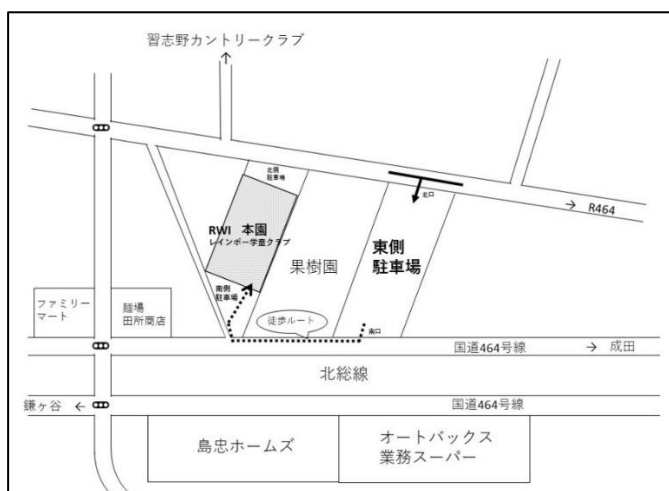 習志野カントリークラブ
北側
駐車場
北口
R464
RWI 本園
レインボー学童クラブ
東側
駐車場
果樹園
南側
駐車場
ファミリー
マート
麺場
田所商店
徒歩ルート
南口
国道464号線
成田
北総線
鎌ヶ谷
国道464号線
島忠ホームズ
オートバックス
業務スーパー